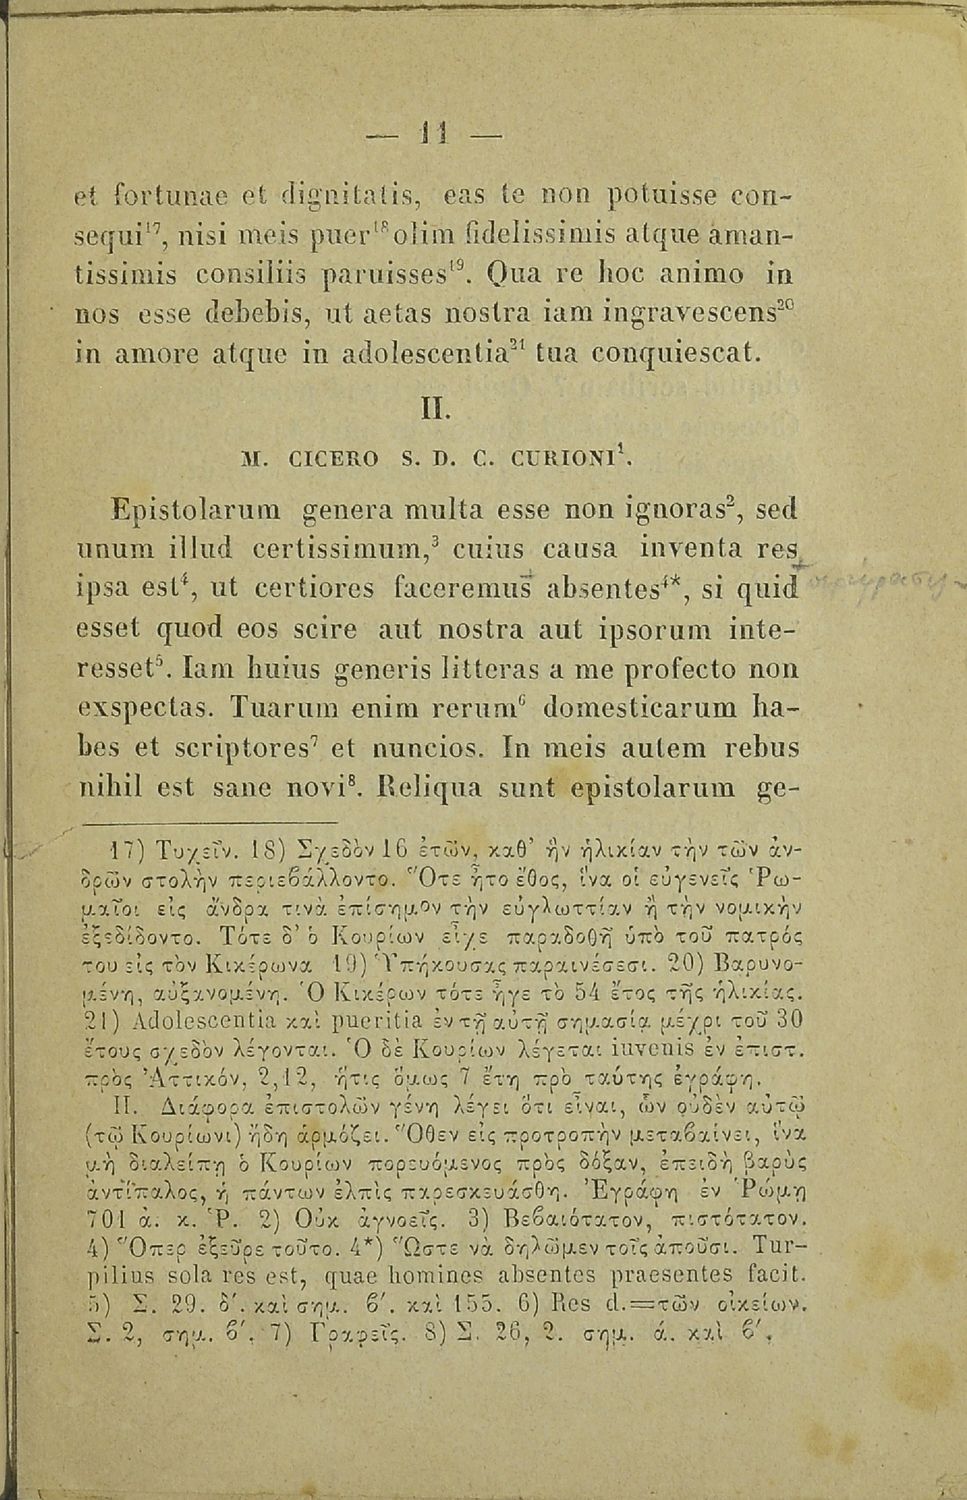 — 11 —
et fortunae et dignitatis, eas te non potuisse con-
sequi¹⁷, nisi meis puer¹⁸ olim fidelissimis atque aman-
tissimis consiliis paruisses¹⁹. Qua re hoc animo in
nos esse debebis, ut aetas nostra iam ingravescens²⁰
in amore atque in adolescentia²¹ tua conquiescat.
II.
M. CICERO S. D. C. CURIONI¹.
Epistolarum genera multa esse non ignoras², sed
unum illud certissimum,³ cuius causa inventa res
ipsa est⁴, ut certiores faceremus absentes⁴*, si quid
esset quod eos scire aut nostra aut ipsorum inte-
resset⁵. Iam huius generis litteras a me profecto non
exspectas. Tuarum enim rerum⁶ domesticarum ha-
bes et scriptores⁷ et nuncios. In meis autem rebus
nihil est sane novi⁸. Reliqua sunt epistolarum ge-
17) Τυχεῖν. 18) Σχεδὸν 16 ἐτῶν, καθ' ἣν ἡλικίαν τὴν τῶν ἀν-
δρῶν στολὴν περιεϐάλλοντο. Ὅτε ἦτο ἔθος, ἵνα οἱ εὐγενεῖς Ῥω-
μαῖοι εἰς ἄνδρα τινὰ ἐπίσημον τὴν εὐγλωττίαν ἢ τὴν νομικὴν
ἐξεδίδοντο. Τότε δ' ὁ Κουρίων εἶχε παραδοθῆ ὑπὸ τοῦ πατρός
του εἰς τὸν Κικέρωνα 19) Ὑπήκουσας παραινέσεσι. 20) Βαρυνο-
μένη, αὐξανομένη. Ὁ Κικέρων τότε ἦγε τὸ 54 ἔτος τῆς ἡλικίας.
21) Adolescentia καὶ pueritia ἐν τῇ αὐτῇ σημασίᾳ μέχρι τοῦ 30
ἔτους σχεδὸν λέγονται. Ὁ δὲ Κουρίων λέγεται iuvenis ἐν ἐπιστ.
πρὸς Ἀττικόν, 2,12, ἥτις ὅμως 7 ἔτη πρὸ ταύτης ἐγράφη.
II. Διάφορα ἐπιστολῶν γένη λέγει ὅτι εἶναι, ὧν οὐδὲν αὐτῷ
(τῷ Κουρίωνι) ἤδη ἁρμόζει. Ὅθεν εἰς προτροπὴν μεταϐαίνει, ἵνα
μὴ διαλείπῃ ὁ Κουρίων πορευόμενος πρὸς δόξαν, ἐπειδὴ βαρὺς
ἀντίπαλος, ἡ πάντων ἐλπὶς παρεσκευάσθη. Ἐγράφη ἐν Ῥώμῃ
701 ἀ. κ. Ῥ. 2) Οὐκ ἀγνοεῖς. 3) Βεϐαιότατον, πιστότατον.
4) Ὅπερ ἐξεῦρε τοῦτο. 4*) Ὥστε νὰ δηλῶμεν τοῖς ἀποῦσι. Tur-
pilius sola res est, quae homines absentes praesentes facit.
5) Σ. 29. δ'. καὶ σημ. ϐ'. καὶ 155. 6) Res d.=τῶν οἰκείων.
Σ. 2, σημ. ϐ'. 7) Γραφεῖς. 8) Σ. 26, 2. σημ. ά. καὶ ϐ'.